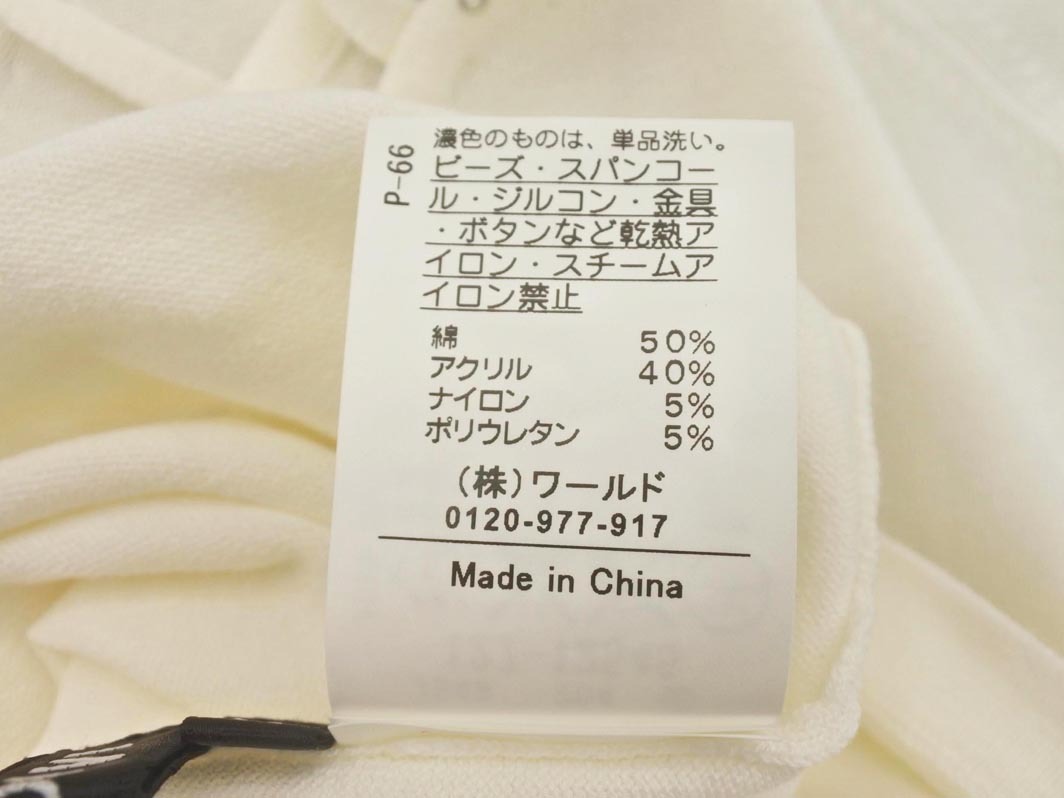 P-66
濃色のものは、単品洗い。
ビーズ・スパンコー
ル・ジルコン・金具
・ボタンなど乾熱ア
イロン・スチームア
イロン禁止
綿 50%
アクリル 40%
ナイロン 5%
ポリウレタン 5%
(株)ワールド
0120-977-917
Made in China